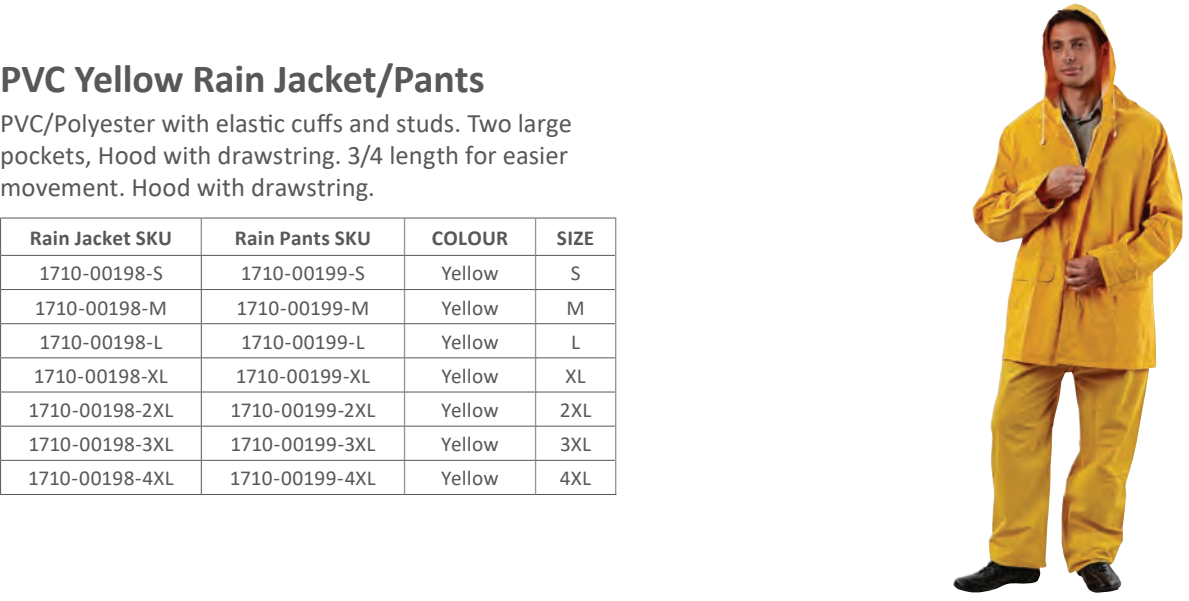 PVC Yellow Rain Jacket/Pants
PVC/Polyester with elastic cuffs and studs. Two large
pockets, Hood with drawstring. 3/4 length for easier
movement. Hood with drawstring.
Rain Jacket SKU Rain Pants SKU COLOUR SIZE
1710-00198-S 1710-00199-S Yellow S
1710-00198-M 1710-00199-M Yellow M
1710-00198-L 1710-00199-L Yellow L
1710-00198-XL 1710-00199-XL Yellow XL
1710-00198-2XL 1710-00199-2XL Yellow 2XL
1710-00198-3XL 1710-00199-3XL Yellow 3XL
1710-00198-4XL 1710-00199-4XL Yellow 4XL